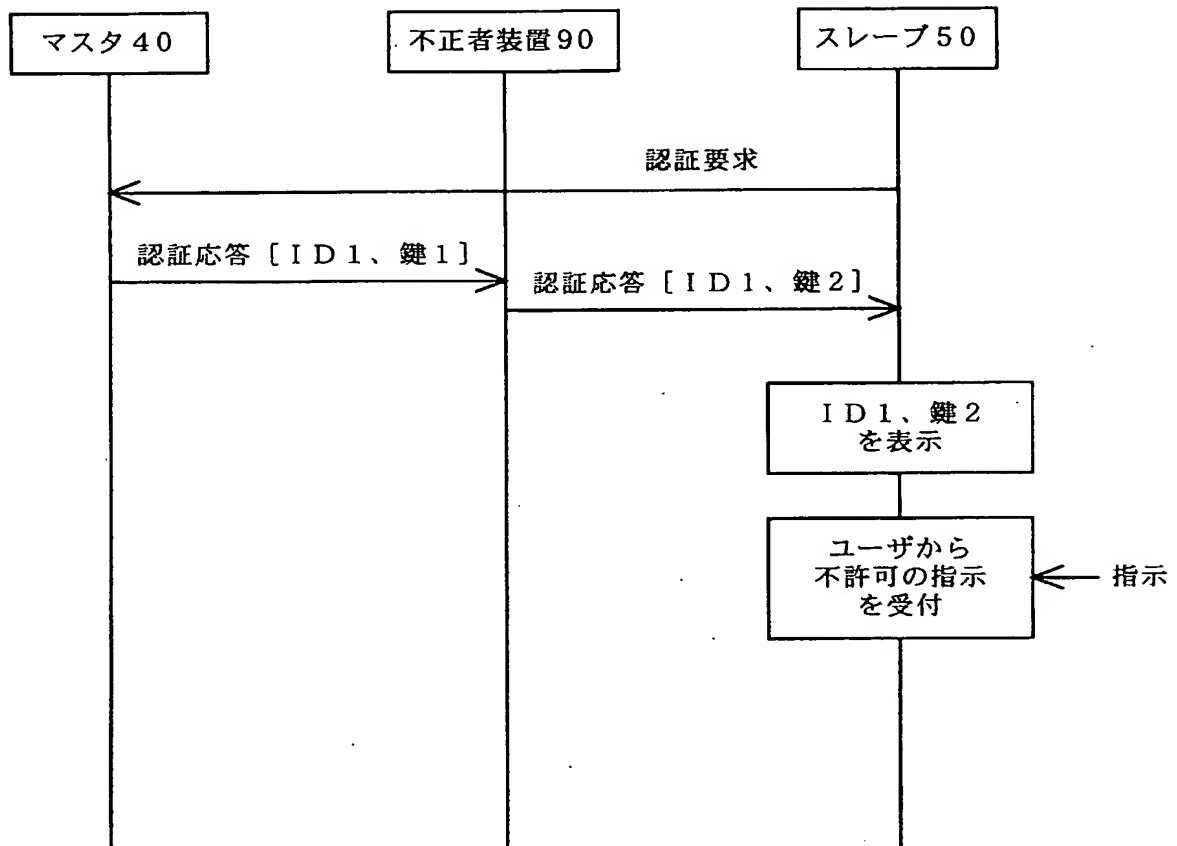 マスタ40
不正者装置90
スレーブ50
認証要求
認証応答［ID1、鍵1］
認証応答［ID1、鍵2］
ID1、鍵2
を表示
ユーザから
不許可の指示
を受付
指示